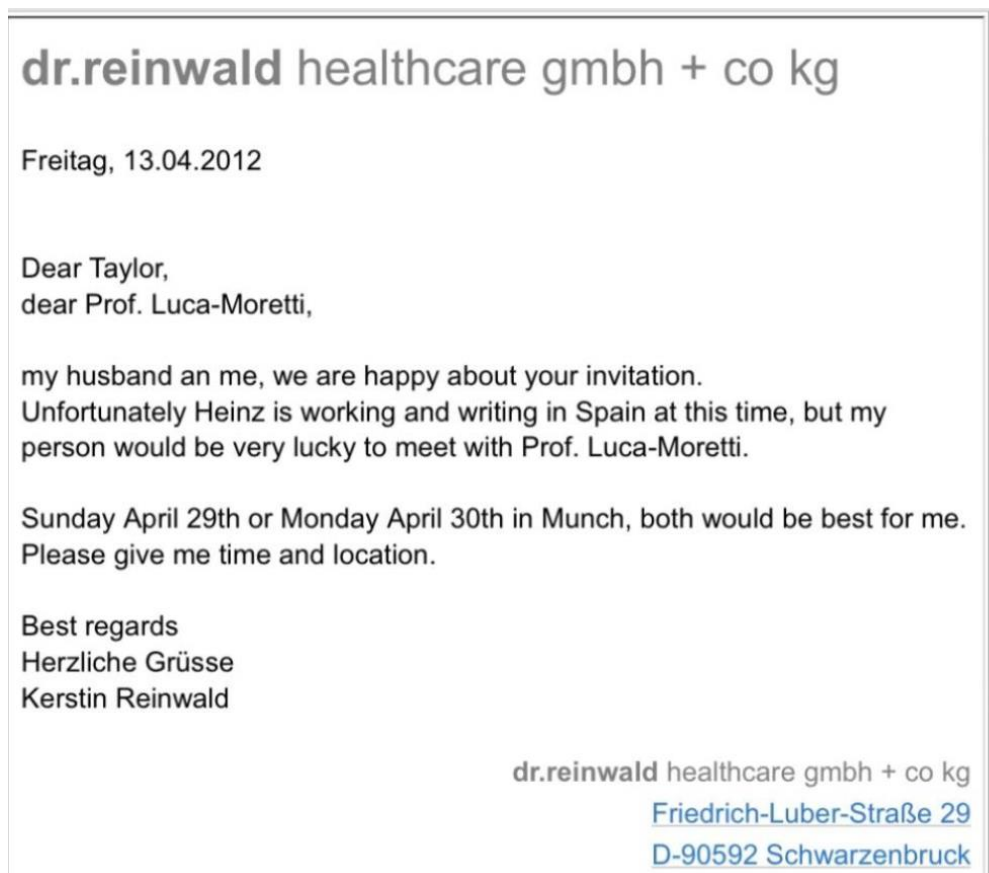 dr.reinwald healthcare gmbh + co kg
Freitag, 13.04.2012
Dear Taylor,
dear Prof. Luca-Moretti,
my husband an me, we are happy about your invitation.
Unfortunately Heinz is working and writing in Spain at this time, but my
person would be very lucky to meet with Prof. Luca-Moretti.
Sunday April 29th or Monday April 30th in Munch, both would be best for me.
Please give me time and location.
Best regards
Herzliche Grüsse
Kerstin Reinwald
dr.reinwald healthcare gmbh + co kg
Friedrich-Luber-Straße 29
D-90592 Schwarzenbruck